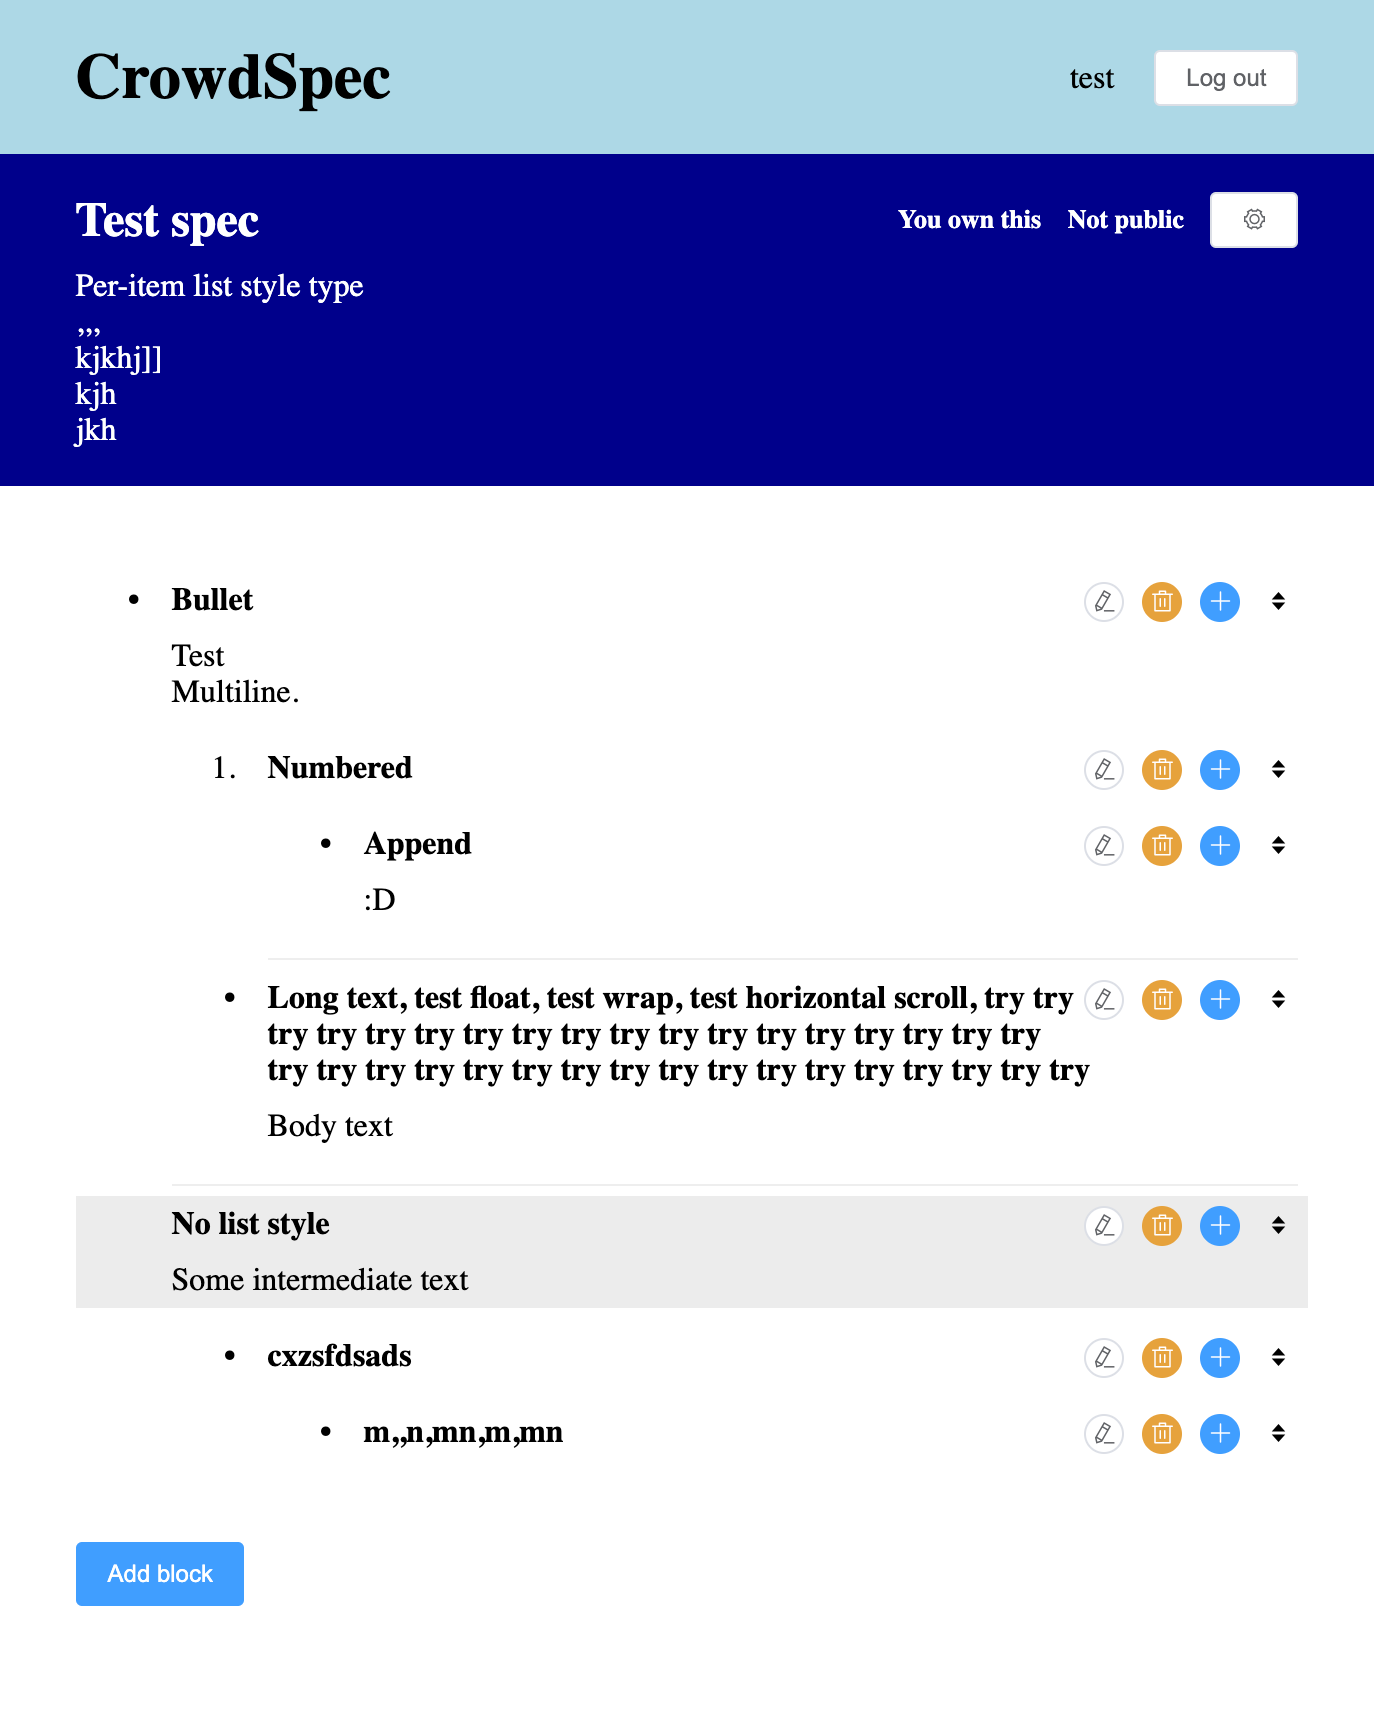 CrowdSpec
test
Log out
Test spec
You own this
Not public
Per-item list style type
,,,
kjkhj]]
kjh
jkh
• Bullet
Test
Multiline.
1. Numbered
• Append
:D
• Long text, test float, test wrap, test horizontal scroll, try try
try try try try try try try try try try try try try try try try
try try try try try try try try try try try try try try try try try
Body text
No list style
Some intermediate text
• cxzsfdsads
• m,,n,mn,m,mn
Add block